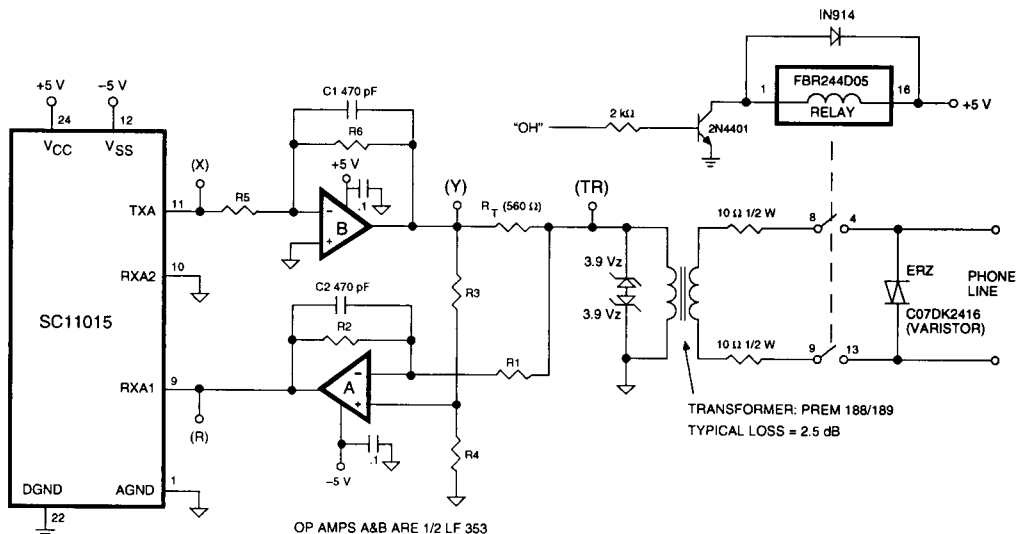 IN914
FBR244D05
1
16
RELAY
+5 V
"OH"
2 kΩ
2N4401
+5 V
–5 V
24
12
VCC
VSS
C1 470 pF
R6
(X)
TXA
11
R5
+5 V
.1
–
+
B
(Y)
RT (560 Ω)
(TR)
10 Ω 1/2 W
8
4
RXA2
10
3.9 Vz
3.9 Vz
R3
ERZ
C07DK2416
(VARISTOR)
PHONE
LINE
SC11015
C2 470 pF
R2
R1
10 Ω 1/2 W
9
13
RXA1
9
A
–
+
(R)
–5 V
.1
R4
TRANSFORMER: PREM 188/189
TYPICAL LOSS = 2.5 dB
DGND
AGND
1
22
OP AMPS A&B ARE 1/2 LF 353